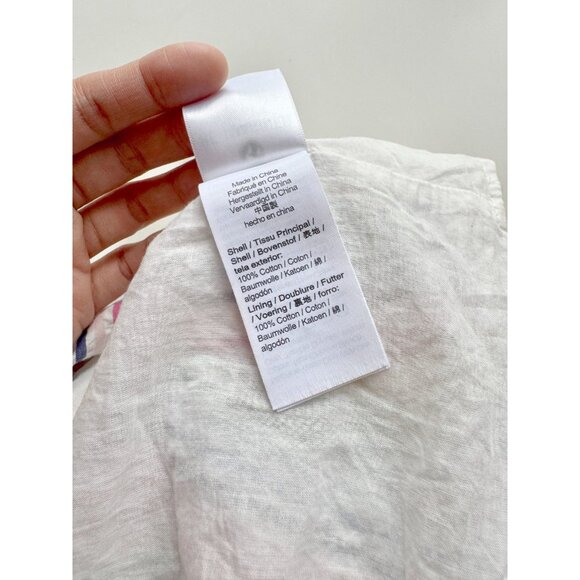 Made in China
Fabriqué en Chine
Hergestellt in China
Vervaardigd in China
中国製
hecho en china
Shell / Tissu Principal /
Shell / Bovenstof / 表地 /
tela exterior:
100% Cotton / Coton /
Baumwolle / Katoen / 綿 /
algodón
Lining / Doublure / Futter
/ Voering / 裏地 / forro:
100% Cotton / Coton /
Baumwolle / Katoen / 綿 /
algodón